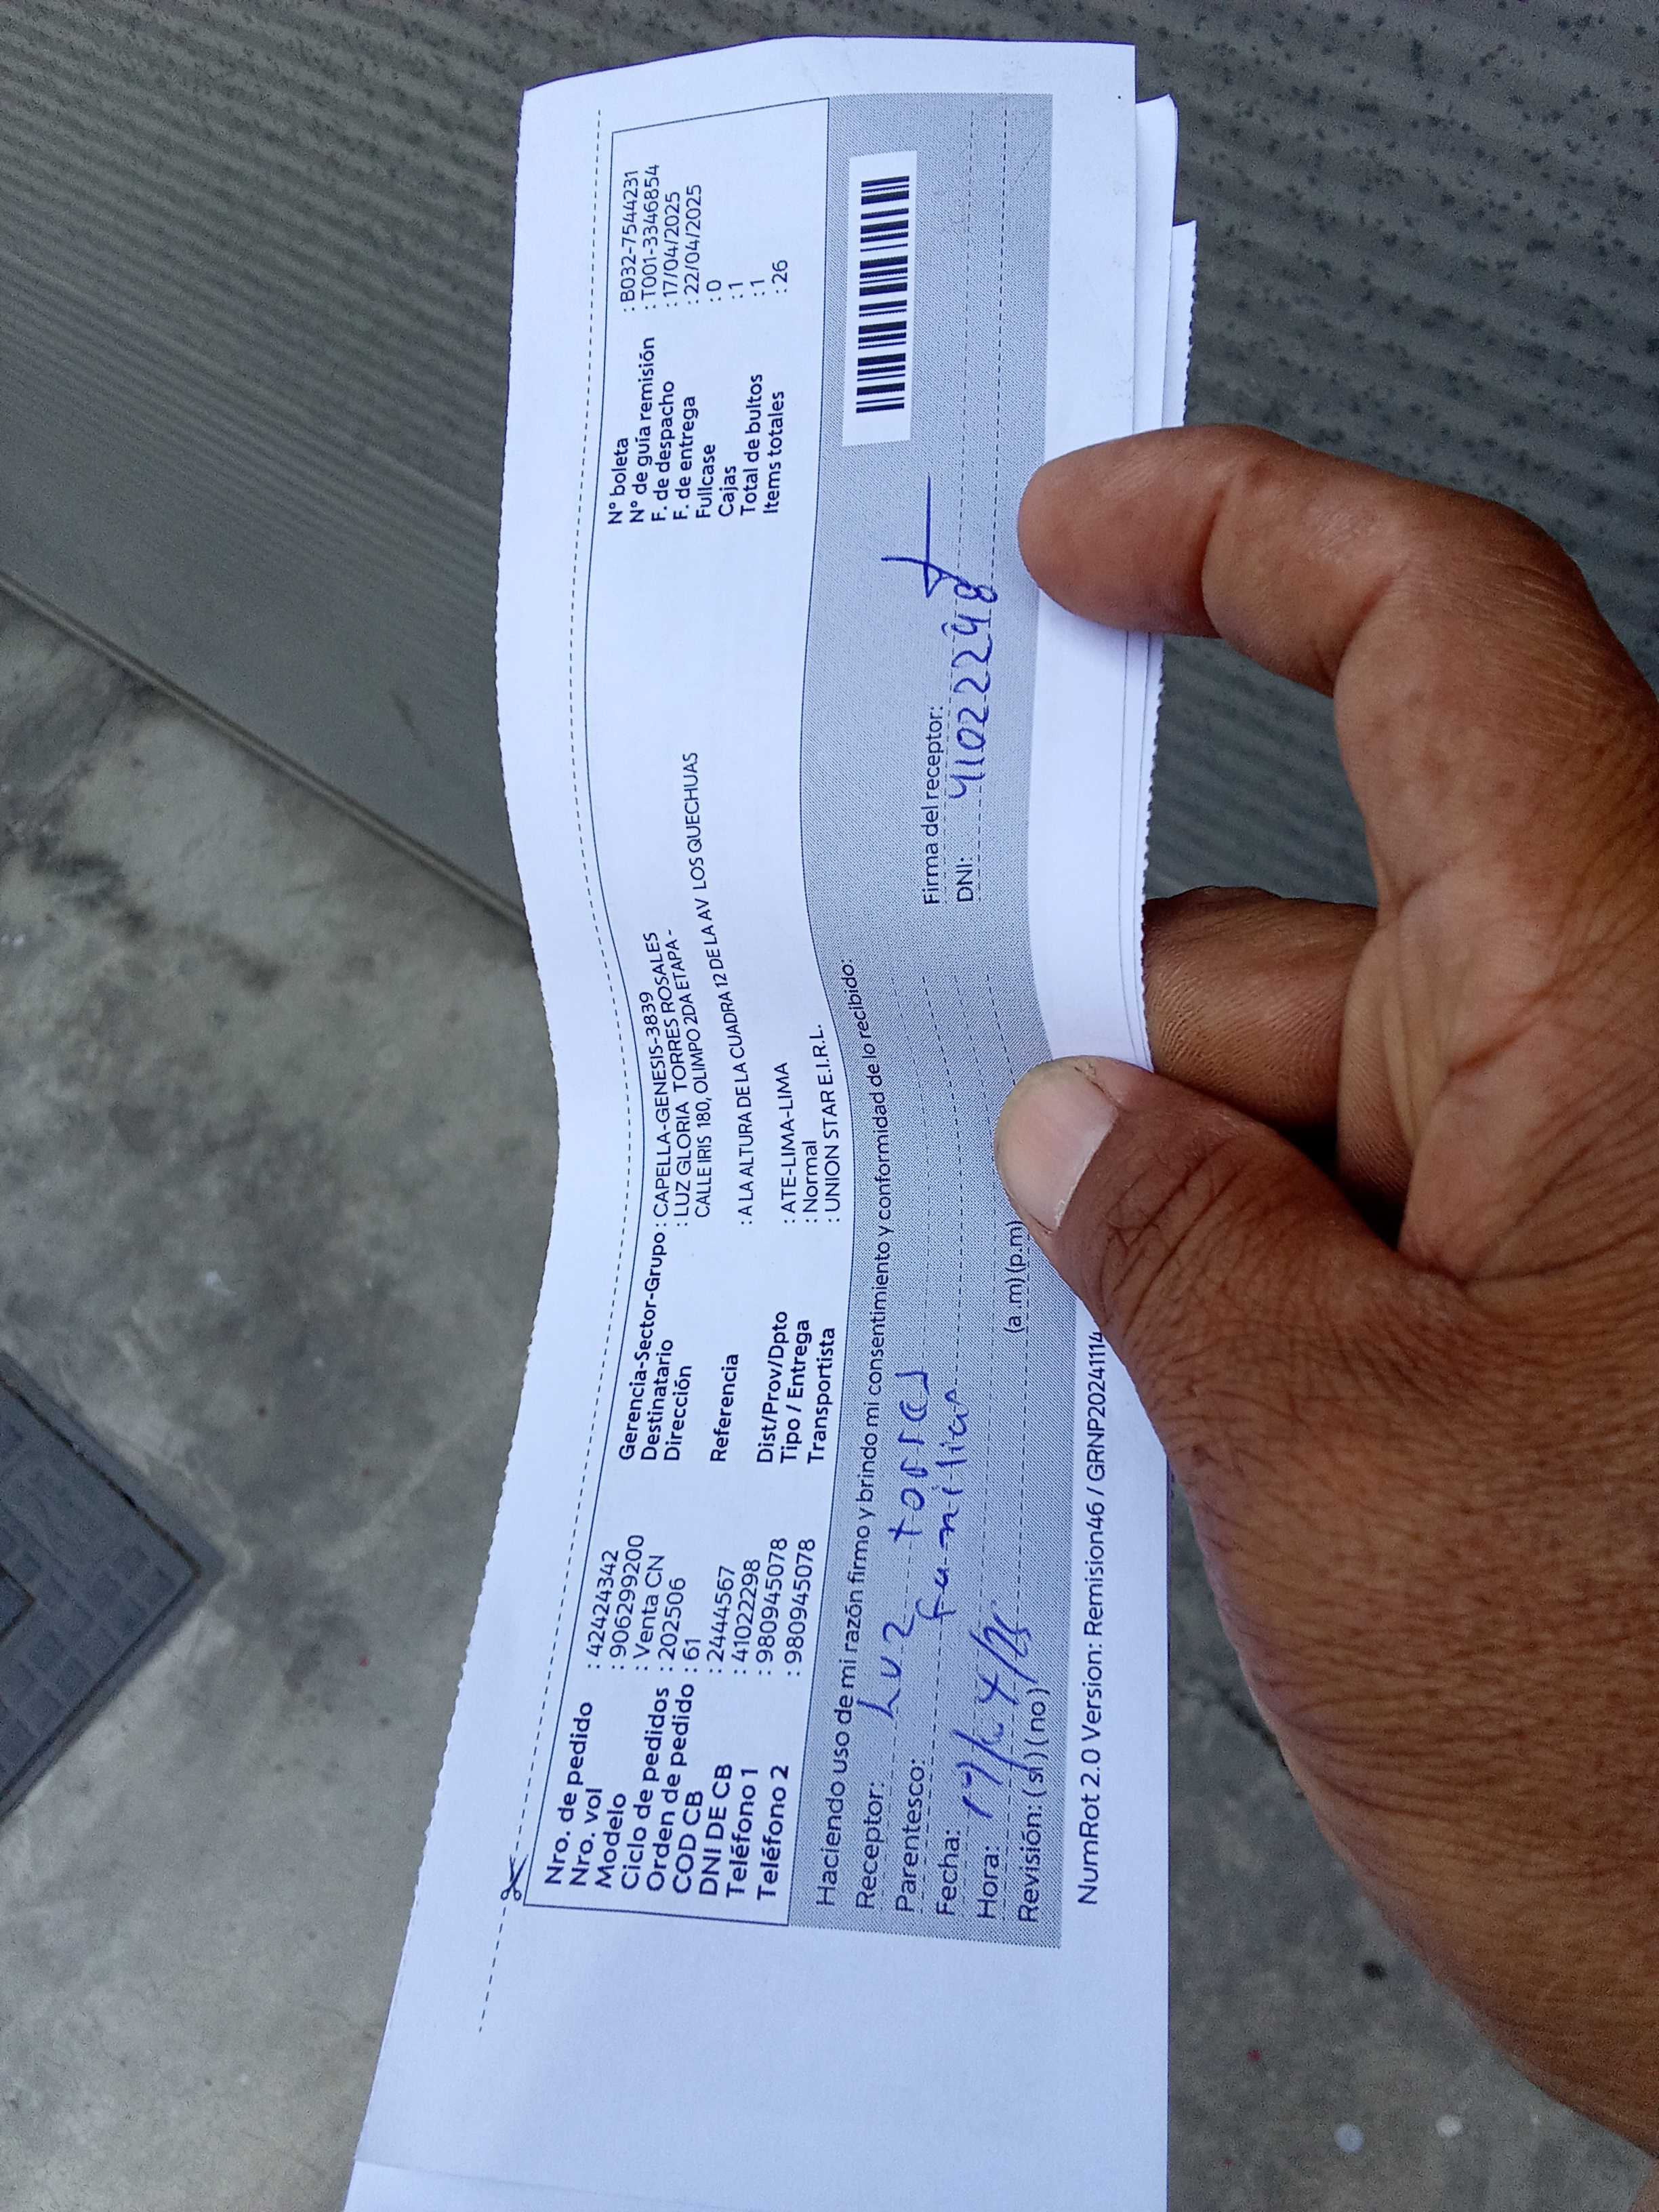 Nro. de pedido : 42424342
Nro. vol : 9062999200
Modelo : Venta CN
Ciclo de pedidos : 202506
Orden de pedido : 61
COD CB : 2444567
DNI DE CB : 41022298
Teléfono 1 : 980945078
Teléfono 2 : 980945078
Gerencia-Sector-Grupo : CAPELLA-GENESIS-3839
Destinatario : LUZ GLORIA TORRES ROSALES
Dirección CALLE IRIS 180, OLIMPO 2DA ETAPA -
Referencia : A LA ALTURA DE LA CUADRA 12 DE LA AV LOS QUECHUAS
Dist/Prov/Dpto : ATE-LIMA-LIMA
Tipo / Entrega : Normal
Transportista : UNION STAR E.I.R.L.
N° boleta : B032-7544231
N° de guía remisión : T001-3346854
F. de despacho : 17/04/2025
F. de entrega : 22/04/2025
Fullcase : 0
Cajas : 1
Total de bultos : 1
Items totales : 26
Haciendo uso de mi razón firmo y brindo mi consentimiento y conformidad de lo recibido:
Receptor: Luz torres
Parentesco: familiar
Fecha:
Hora: (a.m) (p.m)
Revisión: (si) (no)
Firma del receptor:
DNI: 41022298
NumRot 2.0 Version: Remision46 / GRNP20241114